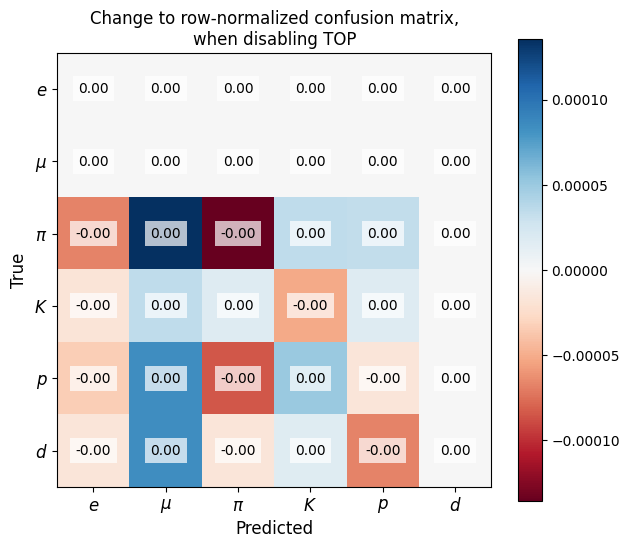 Change to row-normalized confusion matrix,
when disabling TOP
e 0.00 0.00 0.00 0.00 0.00 0.00
μ 0.00 0.00 0.00 0.00 0.00 0.00
π -0.00 0.00 -0.00 0.00 0.00 0.00
K -0.00 0.00 0.00 -0.00 0.00 0.00
p -0.00 0.00 -0.00 0.00 -0.00 0.00
d -0.00 0.00 -0.00 0.00 -0.00 0.00
e μ π K p d
Predicted
True
0.00010
0.00005
0.00000
−0.00005
−0.00010